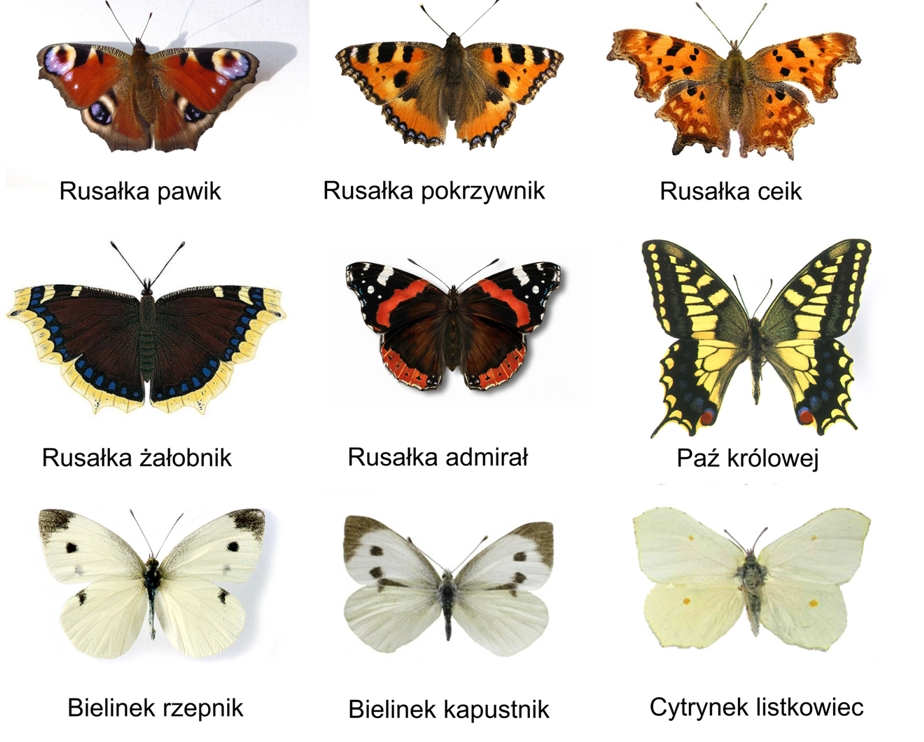 Rusałka pawik
Rusałka pokrzywnik
Rusałka ceik
Rusałka żałobnik
Rusałka admirał
Paź królowej
Bielinek rzepnik
Bielinek kapustnik
Cytrynek listkowiec